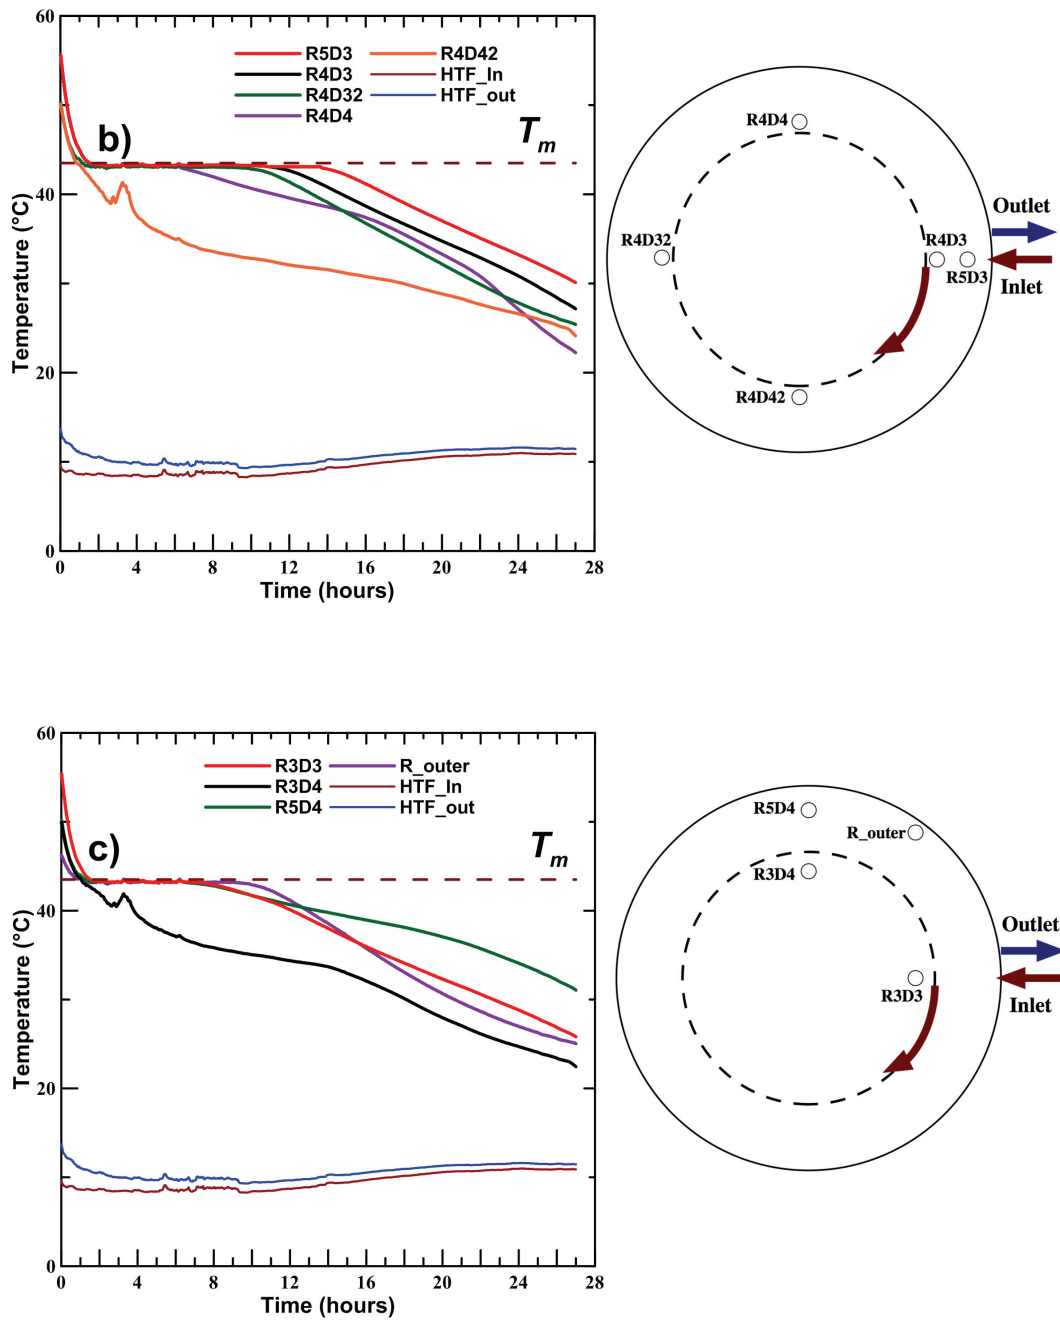 60
R5D3 R4D42
R4D3 HTF_In
R4D32 HTF_out
R4D4
b)
Tm
40
Temperature (°C)
20
0
0 4 8 12 16 20 24 28
Time (hours)
R4D4
Outlet
R4D32 R4D3
R5D3
Inlet
R4D42
60
R3D3 R_outer
R3D4 HTF_In
R5D4 HTF_out
c)
Tm
40
Temperature (°C)
20
0
0 4 8 12 16 20 24 28
Time (hours)
R5D4
R_outer
R3D4
Outlet
R3D3
Inlet